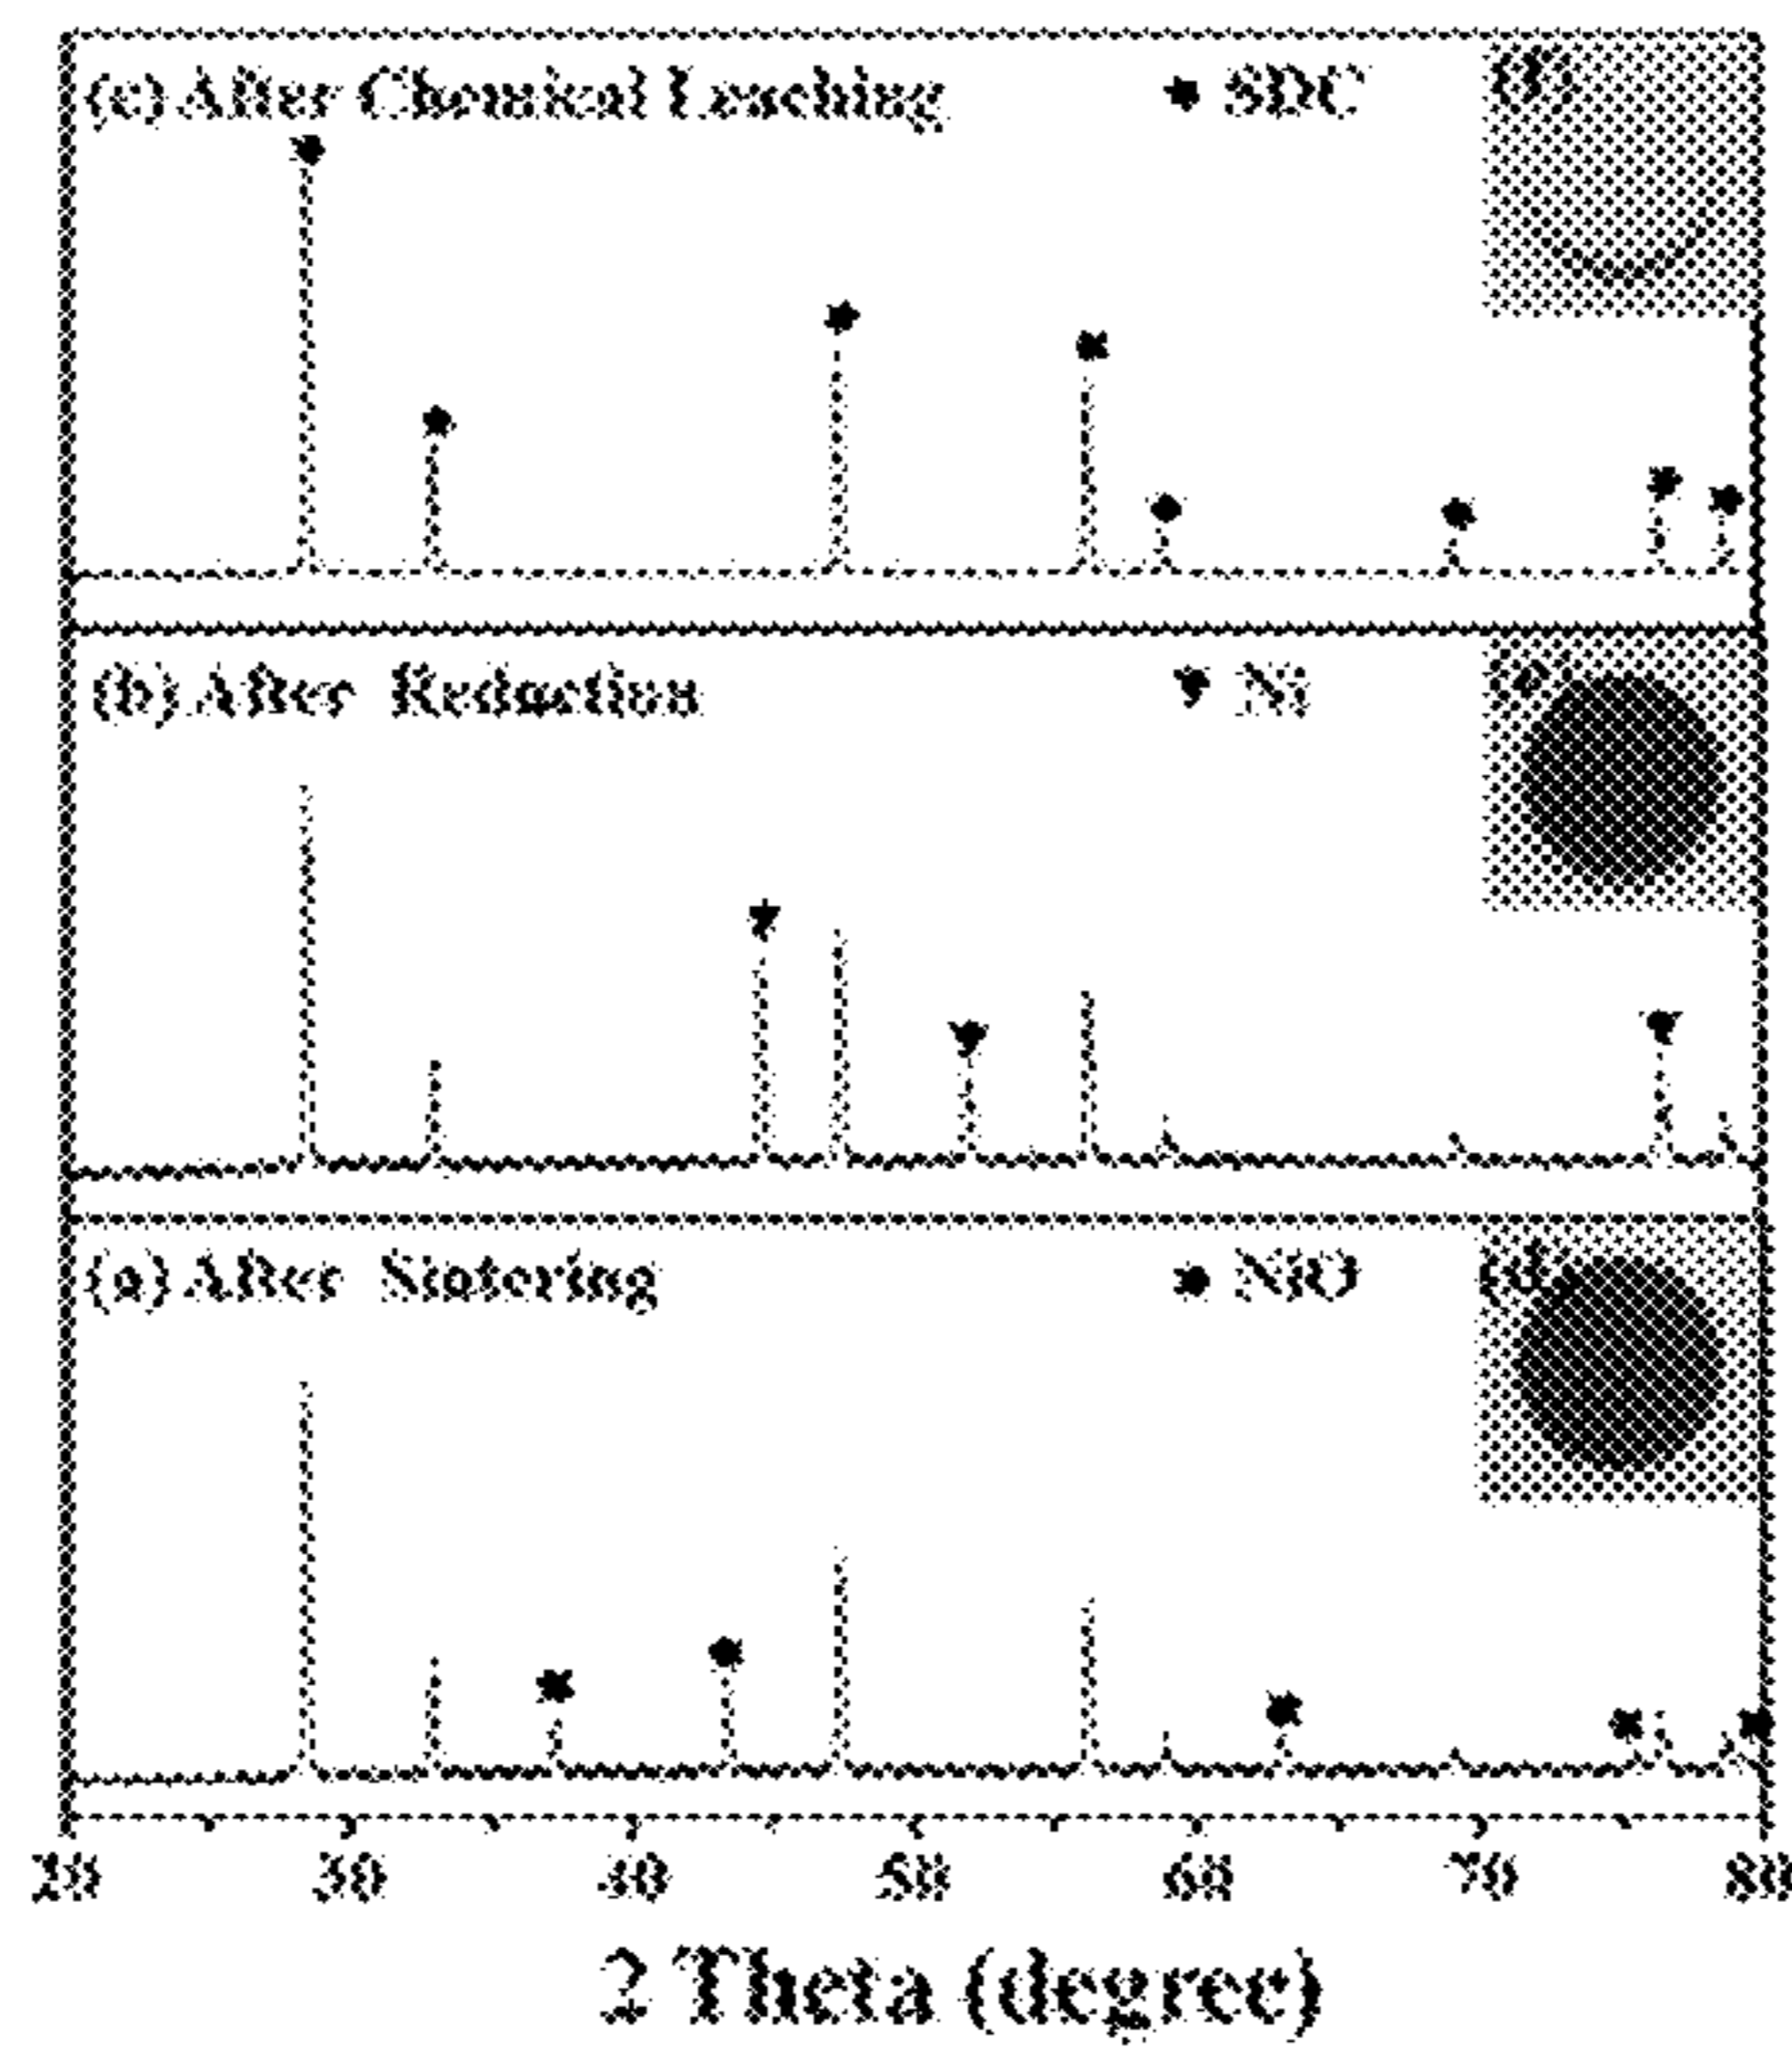 (c) After Chemical Leaching
SDC
(f)
(b) After Reduction
Ni
(a) After Sintering
NiO
(d)
20 30 40 50 60 70 80
2 Theta (degree)